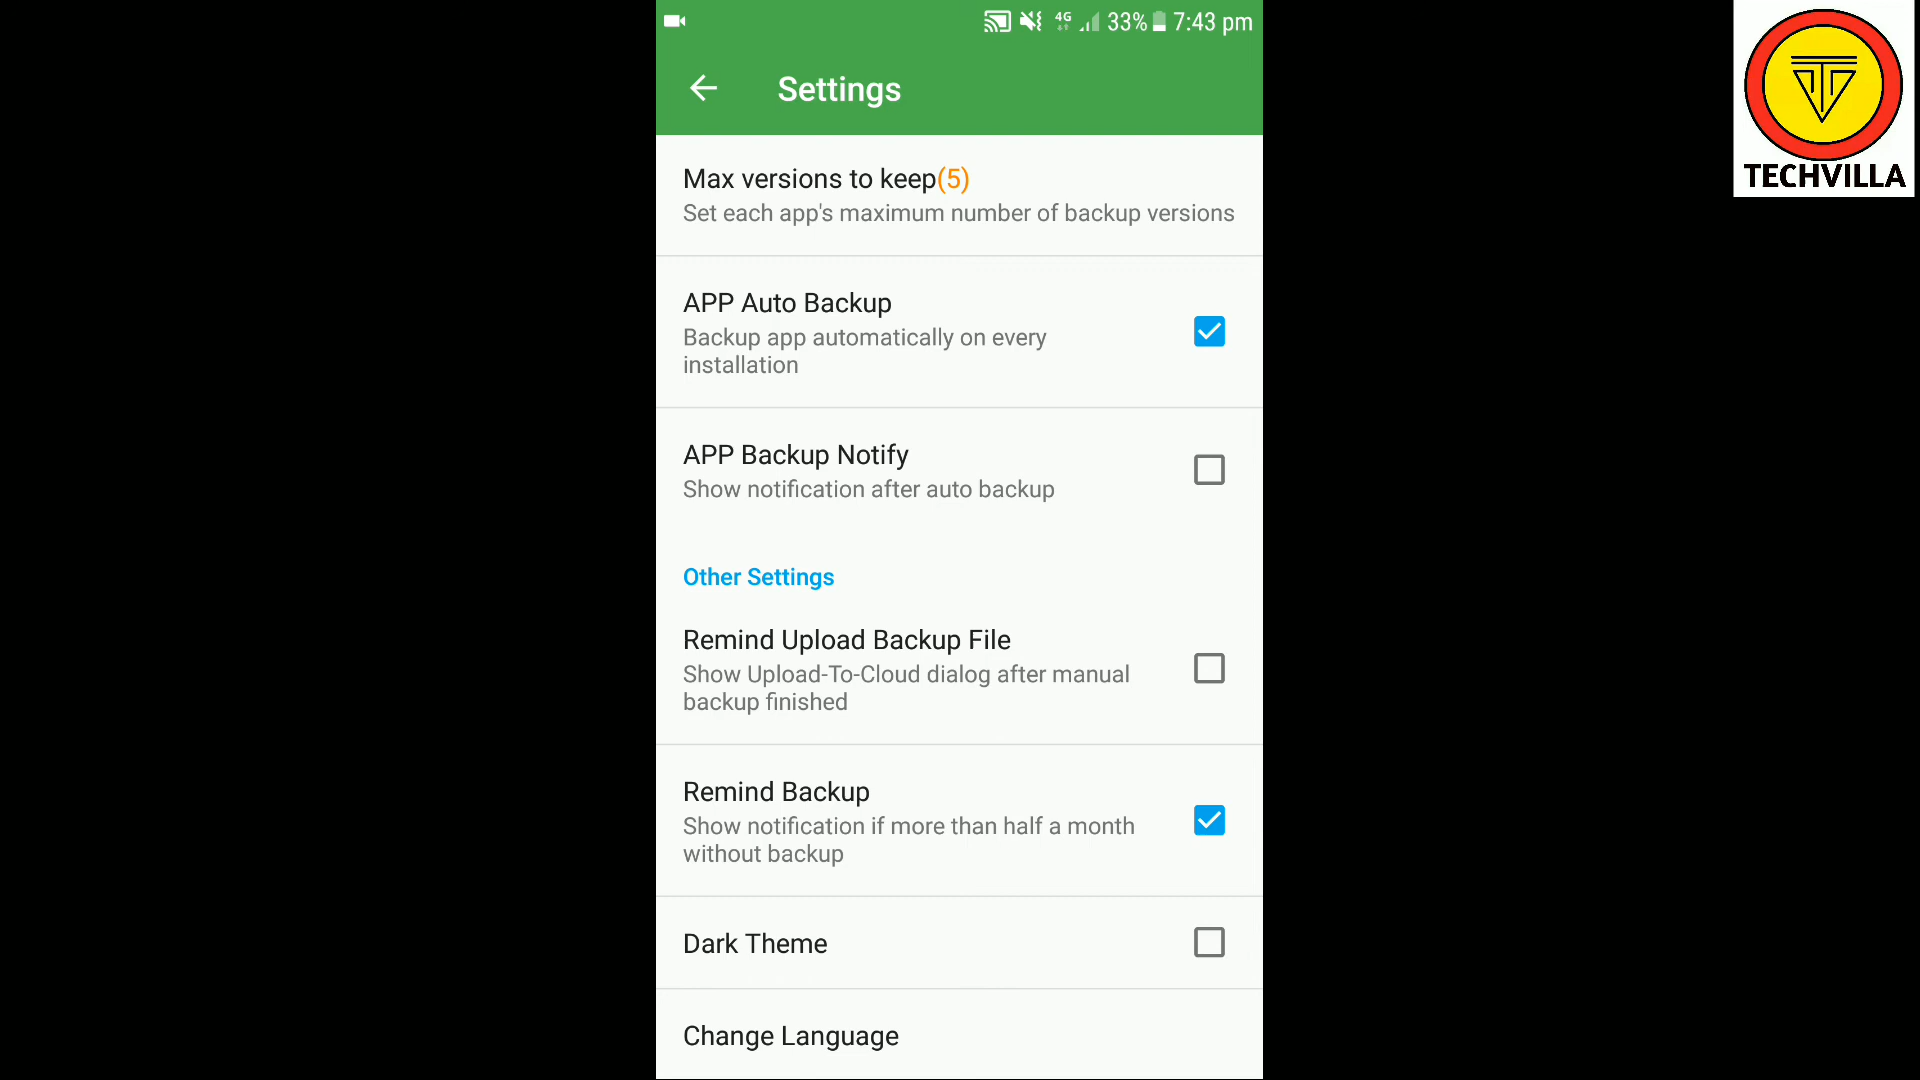 4G 33% 7:43 pm
Settings
Max versions to keep(5)
Set each app's maximum number of backup versions
APP Auto Backup
Backup app automatically on every
installation
APP Backup Notify
Show notification after auto backup
Other Settings
Remind Upload Backup File
Show Upload-To-Cloud dialog after manual
backup finished
Remind Backup
Show notification if more than half a month
without backup
Dark Theme
Change Language
TECHVILLA